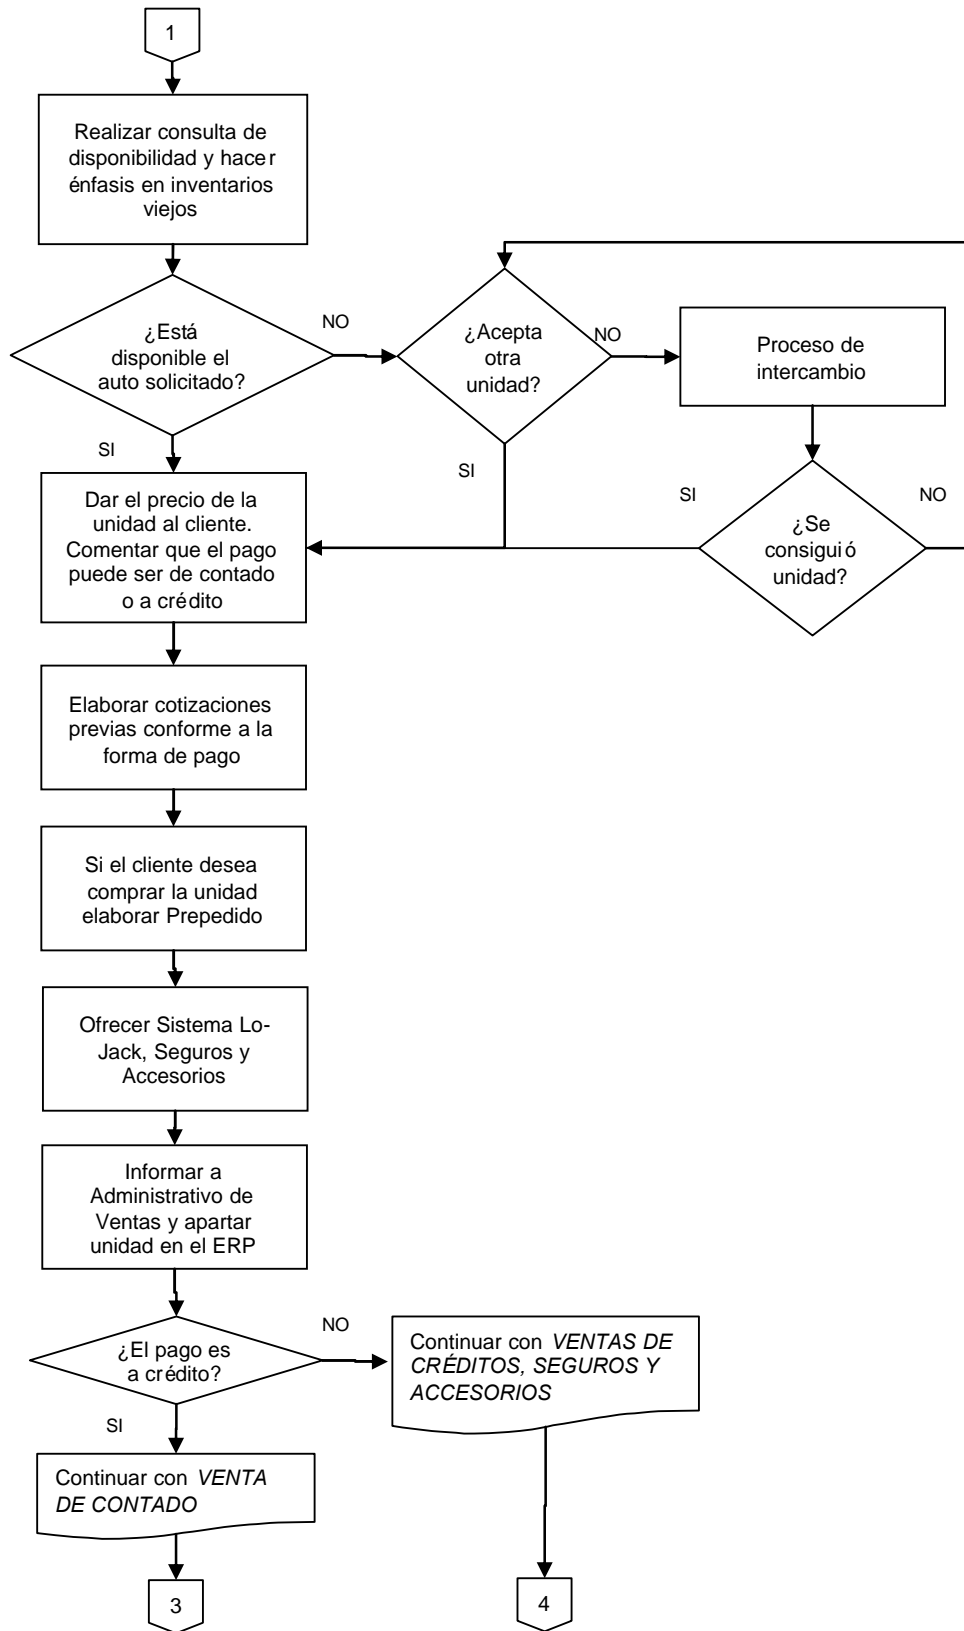 1
Realizar consulta de
disponibilidad y hacer
énfasis en inventarios
viejos
¿Está
disponible el
auto solicitado?
NO
¿Acepta
otra
unidad?
NO
Proceso de
intercambio
SI
SI
SI
NO
¿Se
consiguió
unidad?
Dar el precio de la
unidad al cliente.
Comentar que el pago
puede ser de contado
o a crédito
Elaborar cotizaciones
previas conforme a la
forma de pago
Si el cliente desea
comprar la unidad
elaborar Prepedido
Ofrecer Sistema Lo-
Jack, Seguros y
Accesorios
Informar a
Administrativo de
Ventas y apartar
unidad en el ERP
¿El pago es
a crédito?
NO
Continuar con VENTAS DE
CRÉDITOS, SEGUROS Y
ACCESORIOS
SI
Continuar con VENTA
DE CONTADO
3
4